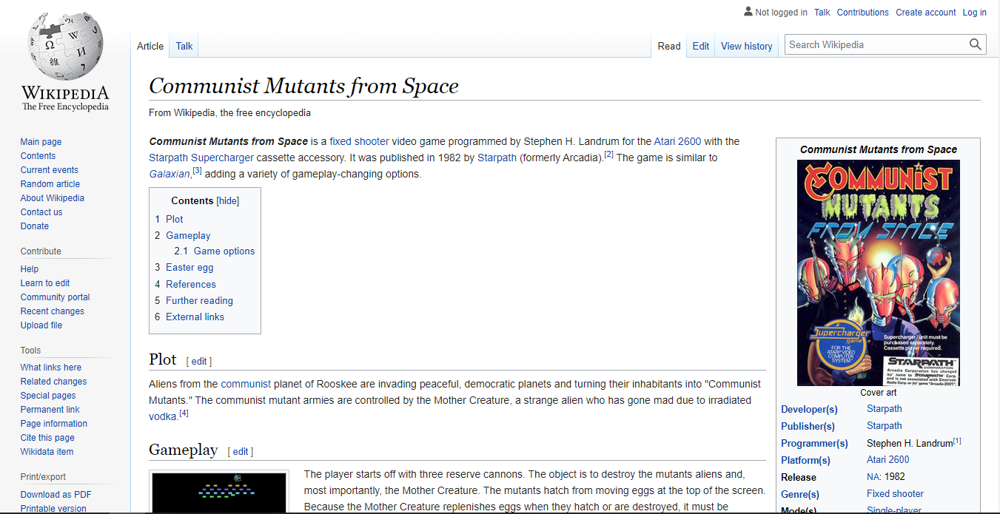 Not logged in Talk Contributions Create account Log in
Article Talk Read Edit View history Search Wikipedia
WIKIPEDIA
The Free Encyclopedia
Main page
Contents
Current events
Random article
About Wikipedia
Contact us
Donate
Contribute
Help
Learn to edit
Community portal
Recent changes
Upload file
Tools
What links here
Related changes
Special pages
Permanent link
Page information
Cite this page
Wikidata item
Print/export
Download as PDF
Printable version
Communist Mutants from Space
From Wikipedia, the free encyclopedia
Communist Mutants from Space is a fixed shooter video game programmed by Stephen H. Landrum for the Atari 2600 with the
Starpath Supercharger cassette accessory. It was published in 1982 by Starpath (formerly Arcadia).[2] The game is similar to
Galaxian,[3] adding a variety of gameplay-changing options.
Contents [hide]
1 Plot
2 Gameplay
2.1 Game options
3 Easter egg
4 References
5 Further reading
6 External links
Plot [ edit ]
Aliens from the communist planet of Rooskee are invading peaceful, democratic planets and turning their inhabitants into "Communist
Mutants." The communist mutant armies are controlled by the Mother Creature, a strange alien who has gone mad due to irradiated
vodka.[4]
Gameplay [ edit ]
The player starts off with three reserve cannons. The object is to destroy the mutants aliens and,
most importantly, the Mother Creature. The mutants hatch from moving eggs at the top of the screen.
Because the Mother Creature replenishes eggs when they hatch or are destroyed, it must be
Communist Mutants from Space
COMMUNIST
MUTANTS
FROM SPACE
a
Supercharger
game
FOR THE
ATARI VIDEO
COMPUTER
SYSTEM
Supercharger unit must be
purchased separately.
Cassette player required.
STARPATH
CORPORATION
Arcadia Corporation has changed
its' name to STARPATH Corp.
and is not associated with Emerson
Radio Corp. or its' game "Arcadia 2001".
Cover art
Developer(s) Starpath
Publisher(s) Starpath
Programmer(s) Stephen H. Landrum[1]
Platform(s) Atari 2600
Release NA: 1982
Genre(s) Fixed shooter
Mode(s) Single-player